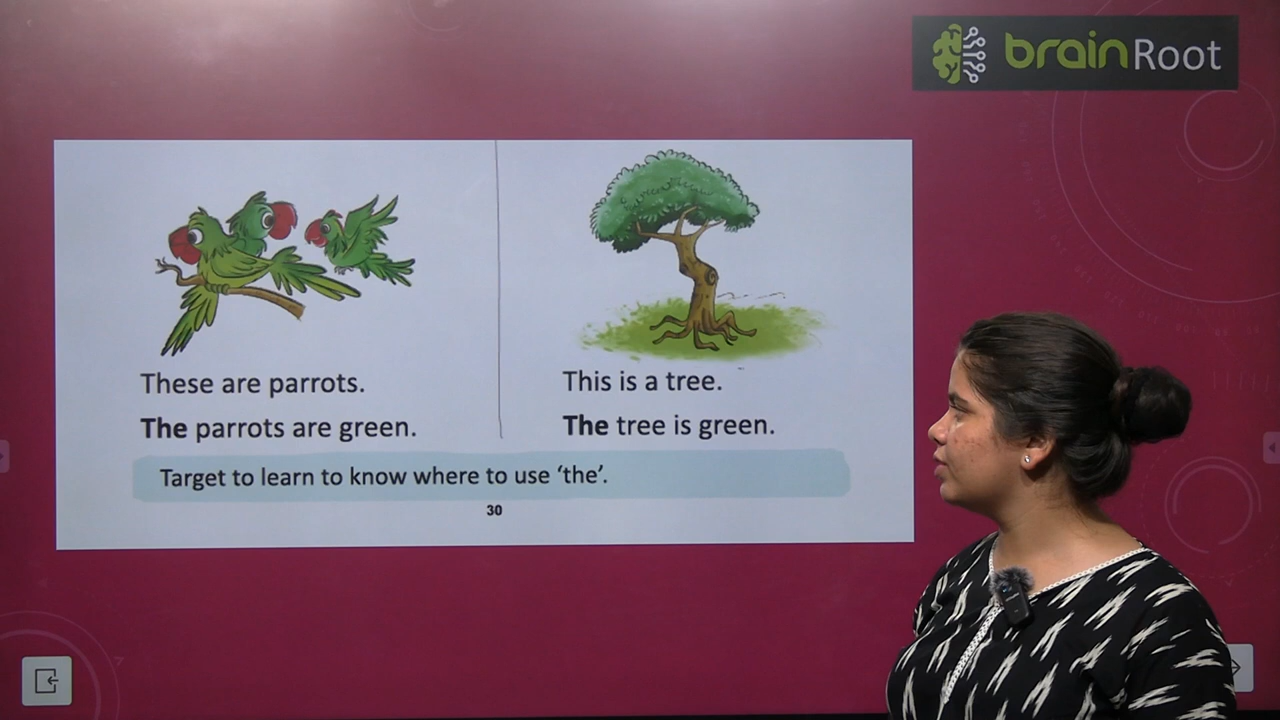 brainRoot
These are parrots.
The parrots are green.
This is a tree.
The tree is green.
Target to learn to know where to use ‘the’.
30